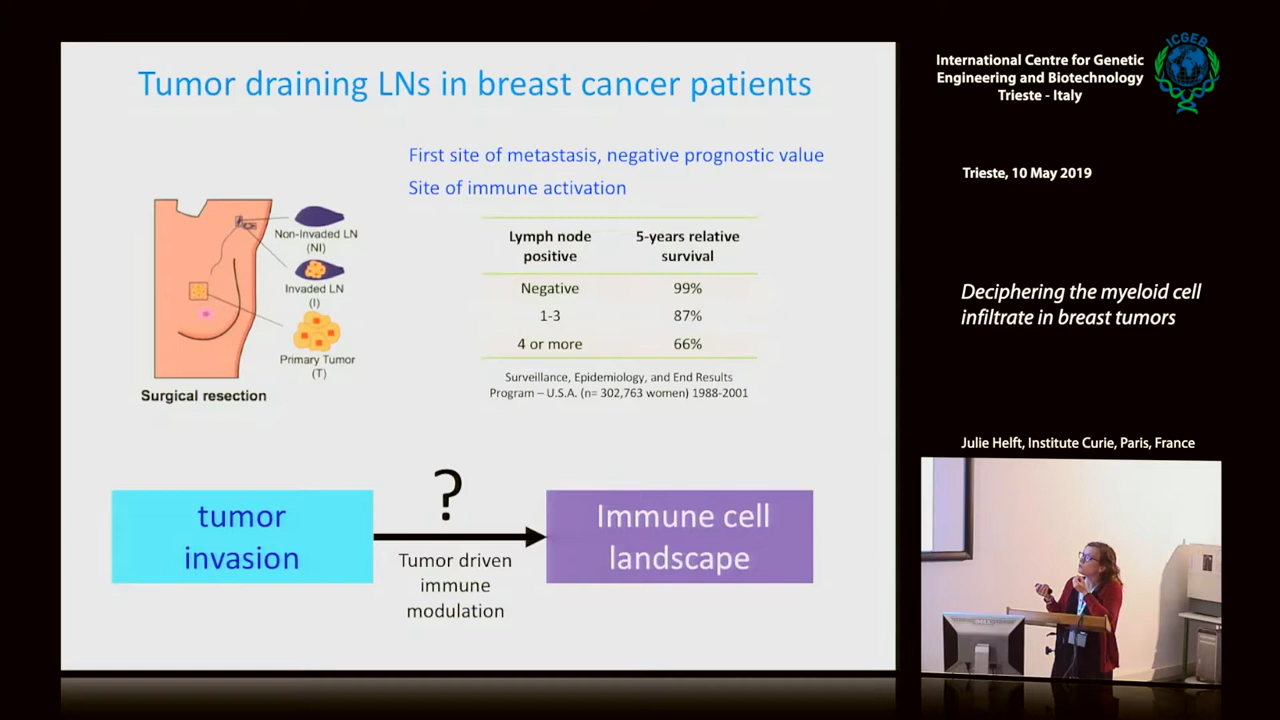 Tumor draining LNs in breast cancer patients
First site of metastasis, negative prognostic value
Site of immune activation
Non-Invaded LN
(NI)
Invaded LN
(I)
Primary Tumor
(T)
Surgical resection
Lymph node positive 5-years relative survival
Negative 99%
1-3 87%
4 or more 66%
Surveillance, Epidemiology, and End Results
Program – U.S.A. (n= 302,763 women) 1988-2001
tumor
invasion
?
Tumor driven
immune
modulation
Immune cell
landscape
International Centre for Genetic
Engineering and Biotechnology
Trieste - Italy
ICGEB
Trieste, 10 May 2019
Deciphering the myeloid cell
infiltrate in breast tumors
Julie Helft, Institute Curie, Paris, France
DELL